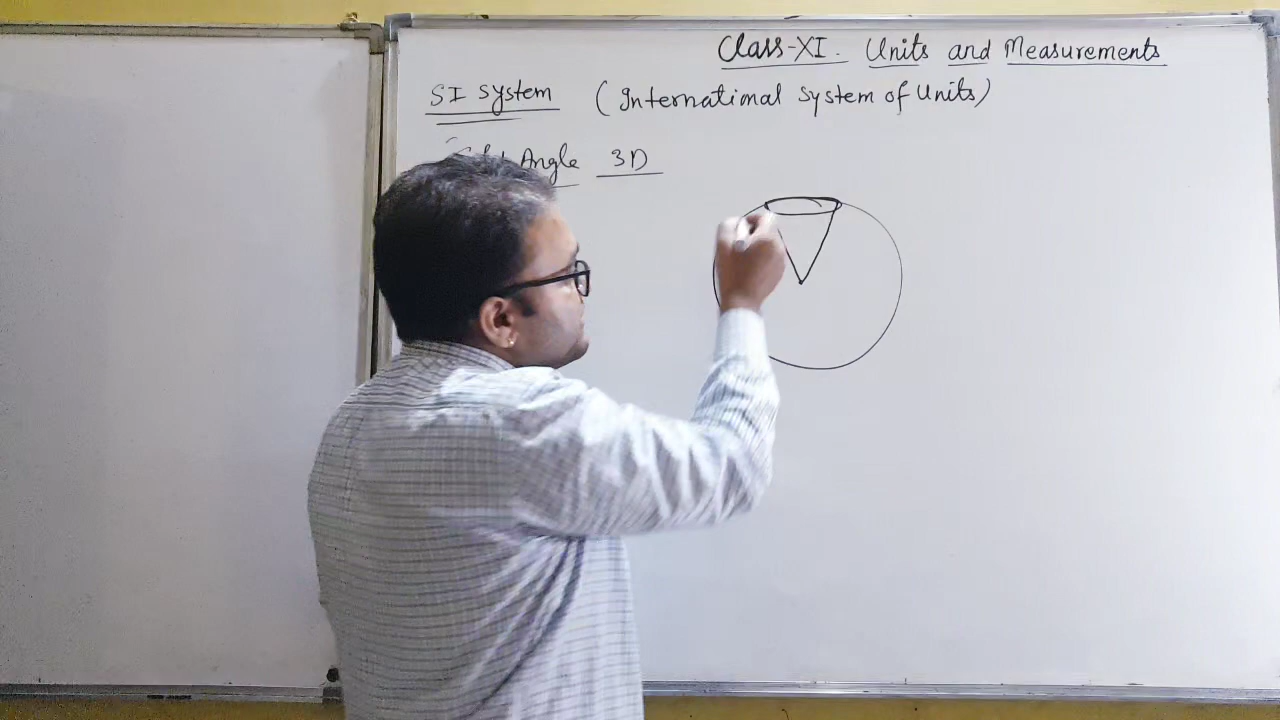 Class-XI. Units and Measurements
SI System (International System of Units)
Angle 3D